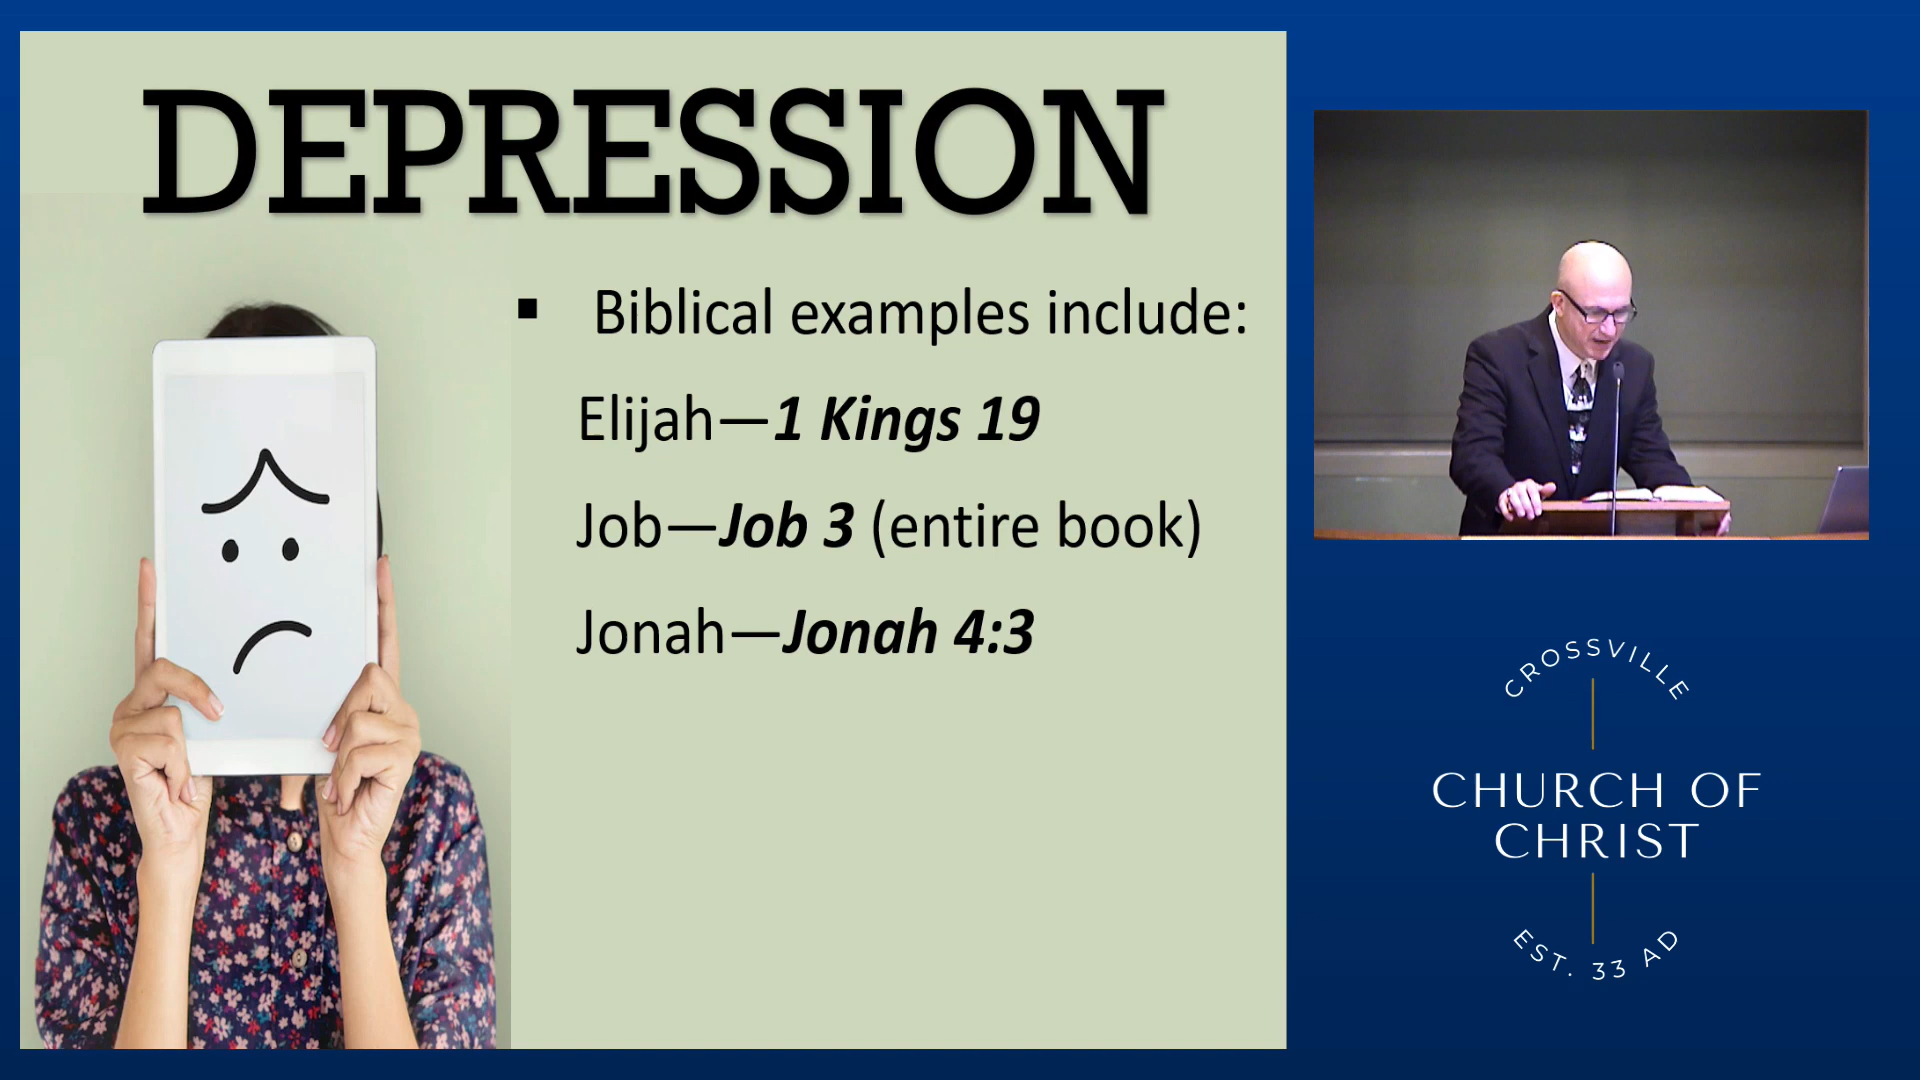 DEPRESSION
▪ Biblical examples include:
Elijah—1 Kings 19
Job—Job 3 (entire book)
Jonah—Jonah 4:3
CROSSVILLE
CHURCH OF
CHRIST
EST. 33 AD